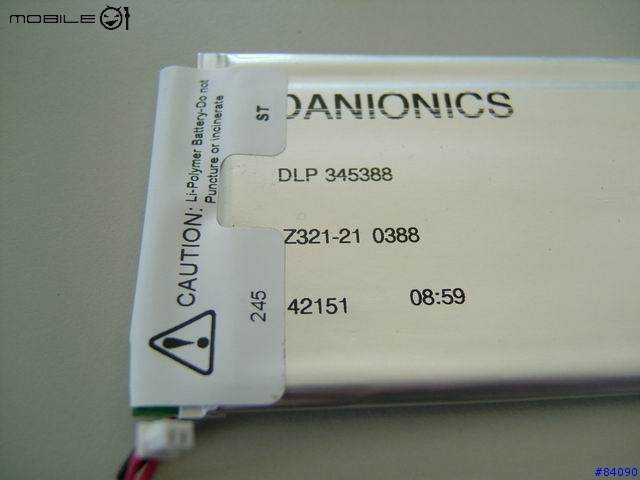 MOBILE01
DANIONICS
DLP 345388
Z321-21 0388
42151 08:59
CAUTION: Li-Polymer Battery-Do not
Puncture or incinerate
ST
245
#84090